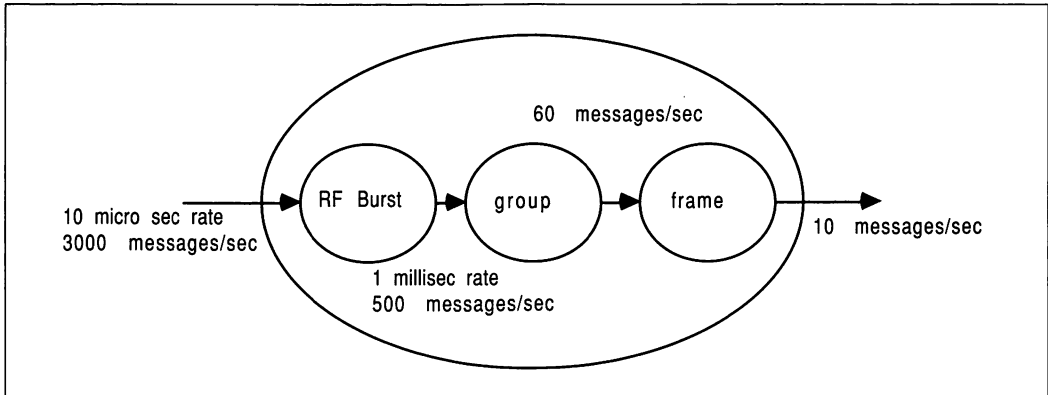 60 messages/sec
RF Burst
group
frame
10 micro sec rate
3000 messages/sec
10 messages/sec
1 millisec rate
500 messages/sec